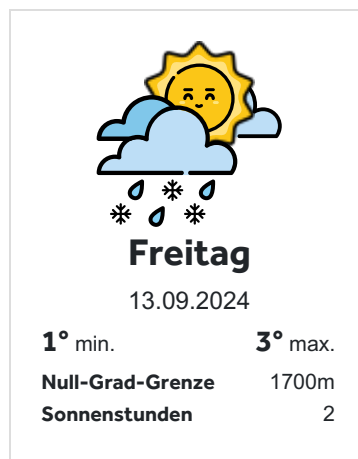 Freitag
13.09.2024
1° min. 3° max.
Null-Grad-Grenze 1700m
Sonnenstunden 2